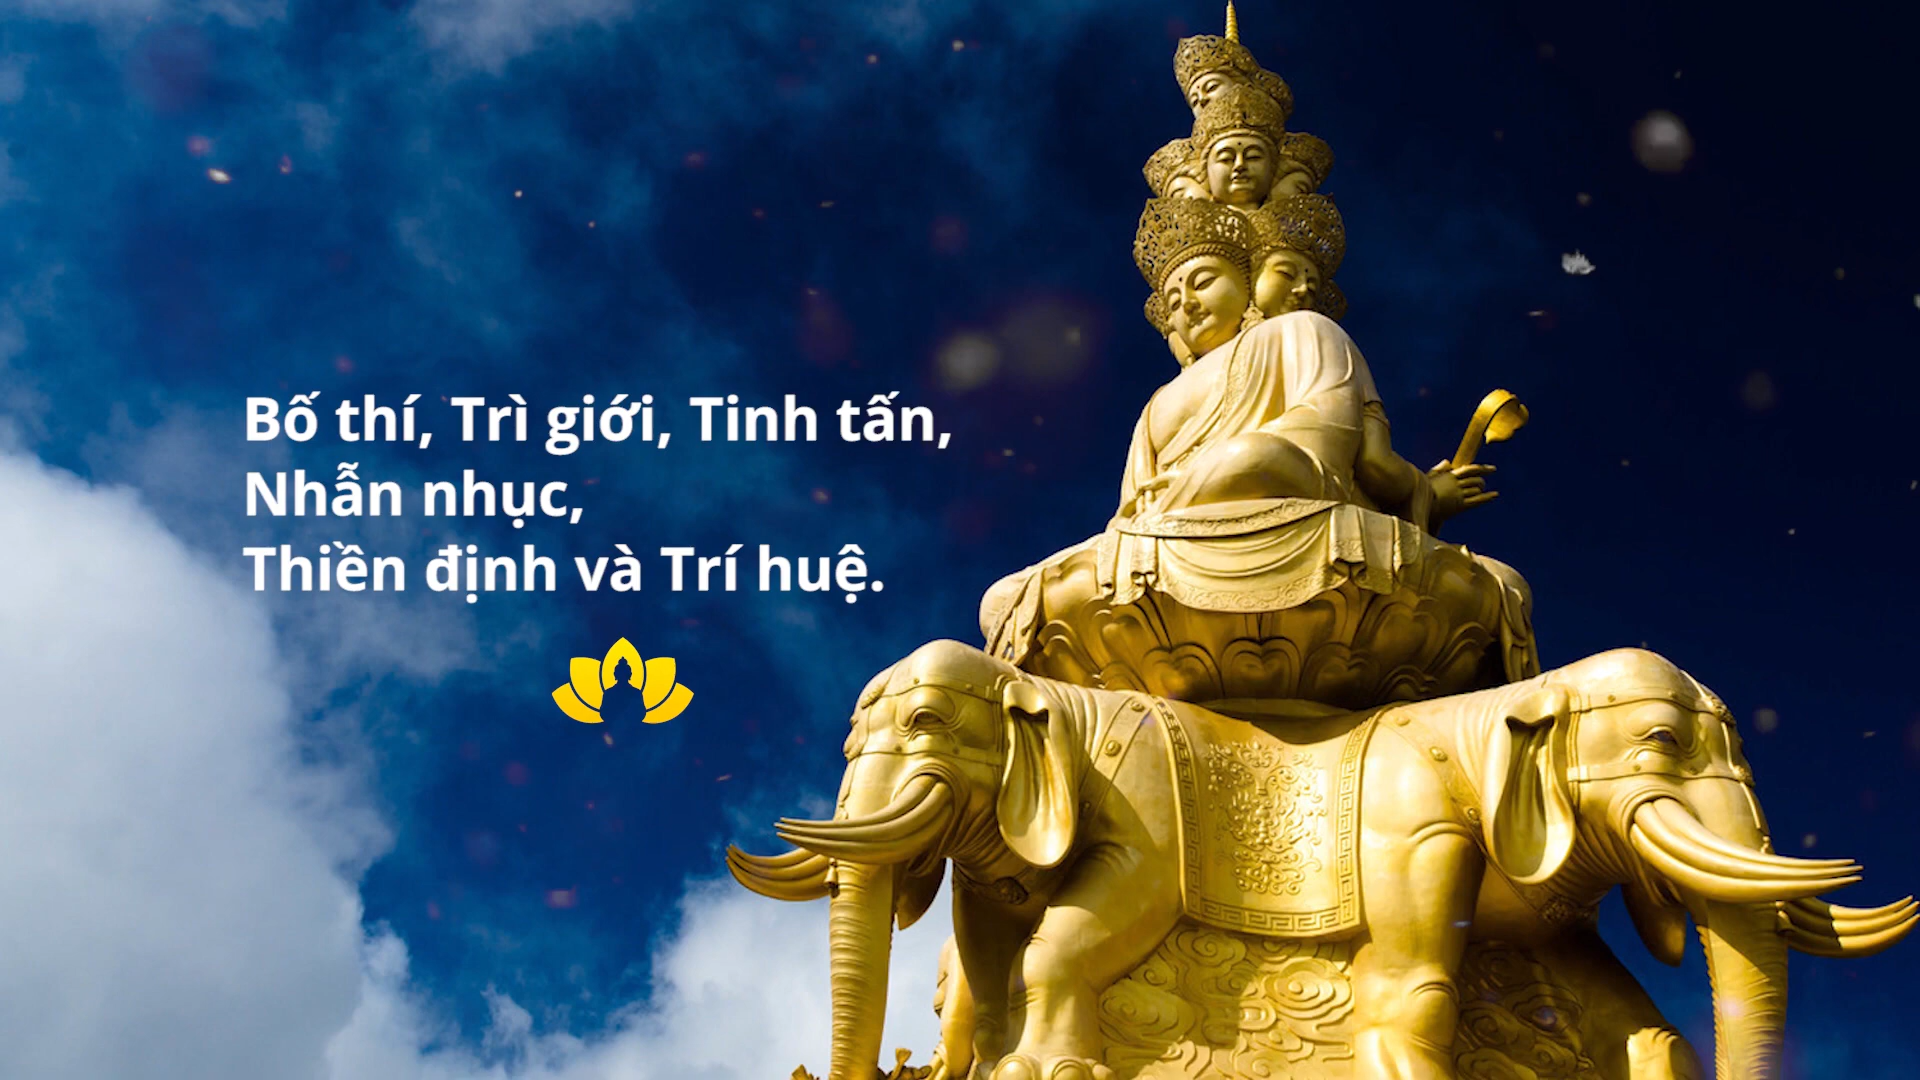 Bố thí, Trì giới, Tinh tấn,
Nhẫn nhục,
Thiền định và Trí huệ.